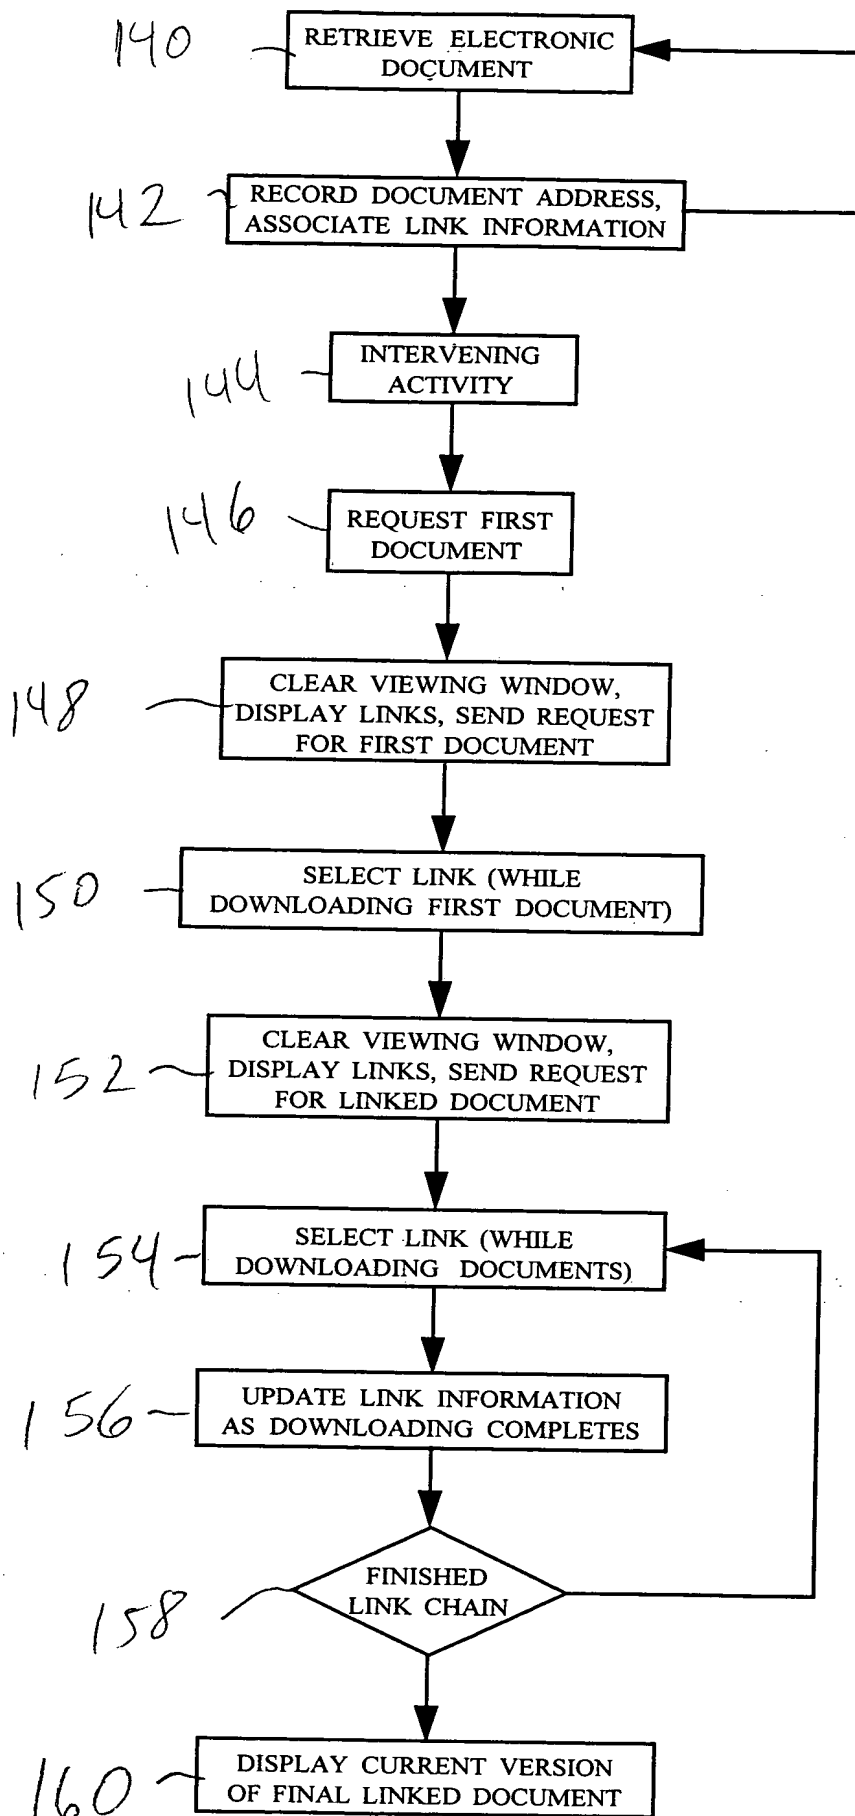 140
RETRIEVE ELECTRONIC
DOCUMENT
142
RECORD DOCUMENT ADDRESS,
ASSOCIATE LINK INFORMATION
144
INTERVENING
ACTIVITY
146
REQUEST FIRST
DOCUMENT
148
CLEAR VIEWING WINDOW,
DISPLAY LINKS, SEND REQUEST
FOR FIRST DOCUMENT
150
SELECT LINK (WHILE
DOWNLOADING FIRST DOCUMENT)
152
CLEAR VIEWING WINDOW,
DISPLAY LINKS, SEND REQUEST
FOR LINKED DOCUMENT
154
SELECT LINK (WHILE
DOWNLOADING DOCUMENTS)
156
UPDATE LINK INFORMATION
AS DOWNLOADING COMPLETES
158
FINISHED
LINK CHAIN
160
DISPLAY CURRENT VERSION
OF FINAL LINKED DOCUMENT